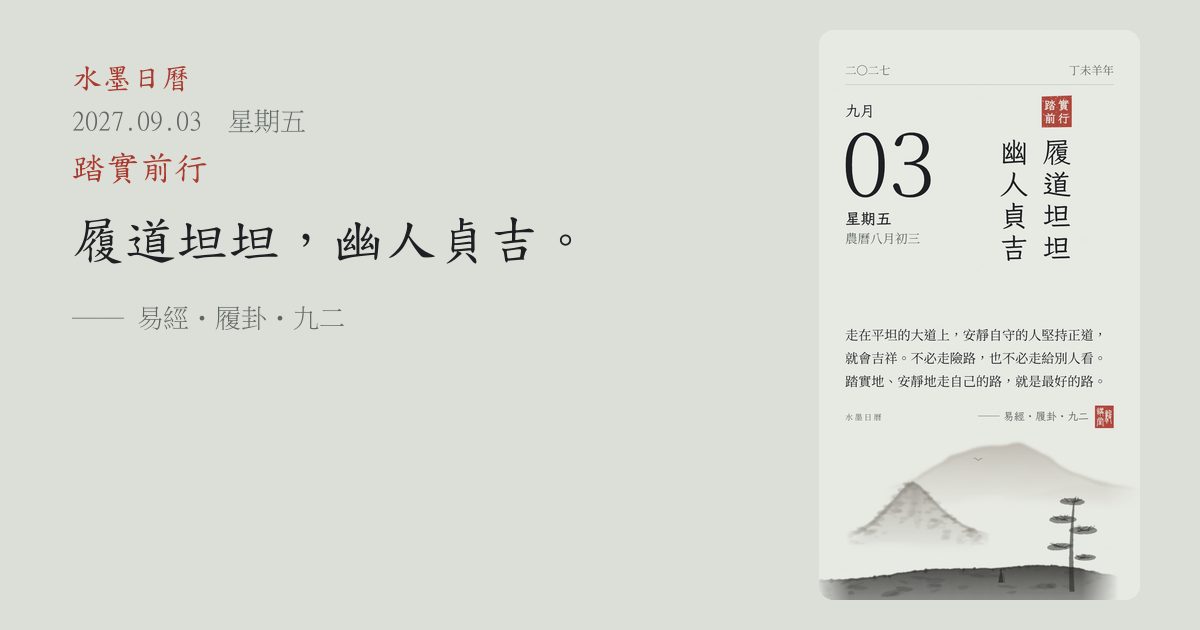 水墨日曆
2027.09.03 星期五
踏實前行
履道坦坦，幽人貞吉。
—— 易經・履卦・九二
二〇二七
丁未羊年
九月
03
星期五
農曆八月初三
踏實前行
履道坦坦
幽人貞吉
走在平坦的大道上，安靜自守的人堅持正道，
就會吉祥。不必走險路，也不必走給別人看。
踏實地、安靜地走自己的路，就是最好的路。
水墨日曆
—— 易經・履卦・九二